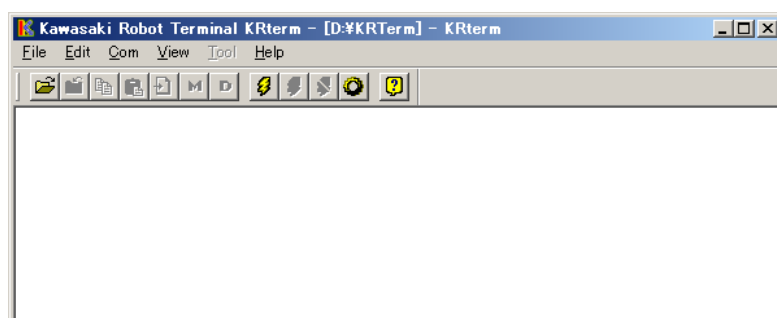 Kawasaki Robot Terminal KRterm - [D:¥KRTerm] - KRterm
File Edit Com View Tool Help
M D ?